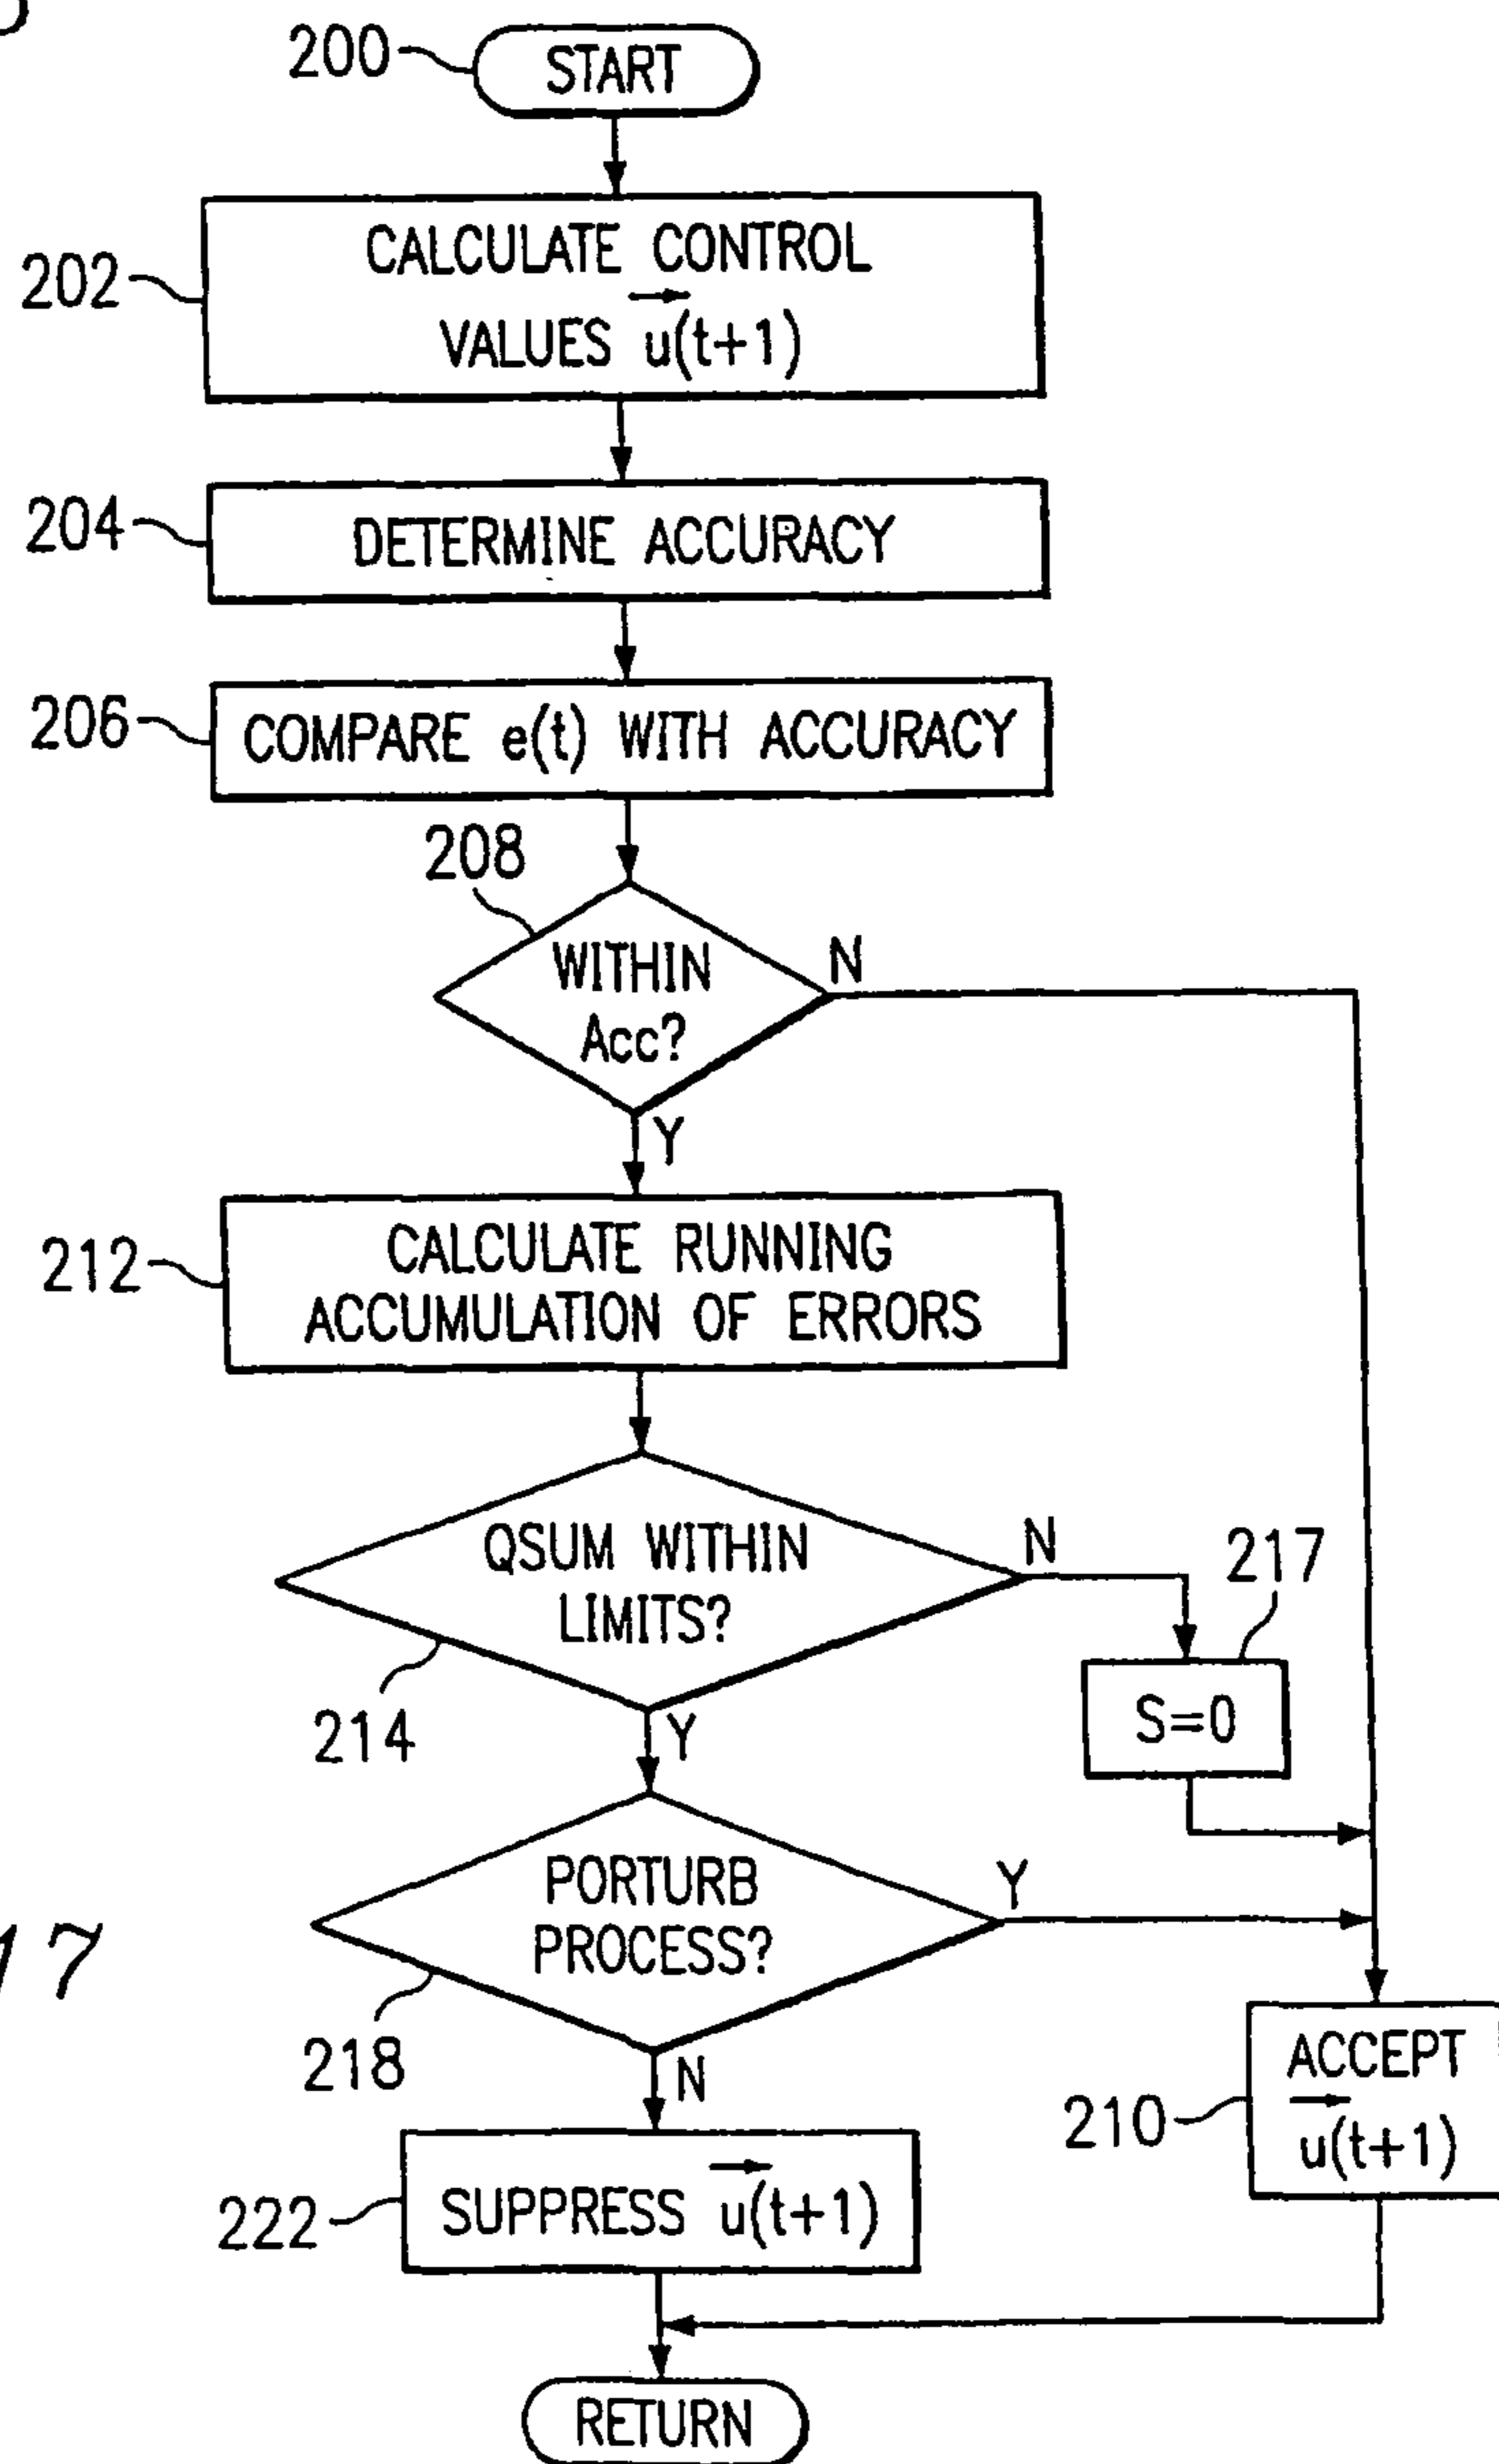 200
START
202
CALCULATE CONTROL
VALUES u(t+1)
204
DETERMINE ACCURACY
206
COMPARE e(t) WITH ACCURACY
208
WITHIN
Acc?
N
Y
212
CALCULATE RUNNING
ACCUMULATION OF ERRORS
QSUM WITHIN
LIMITS?
N
217
214
Y
S=0
PORTURB
PROCESS?
Y
17
218
N
ACCEPT
u(t+1)
210
222
SUPPRESS u(t+1)
RETURN